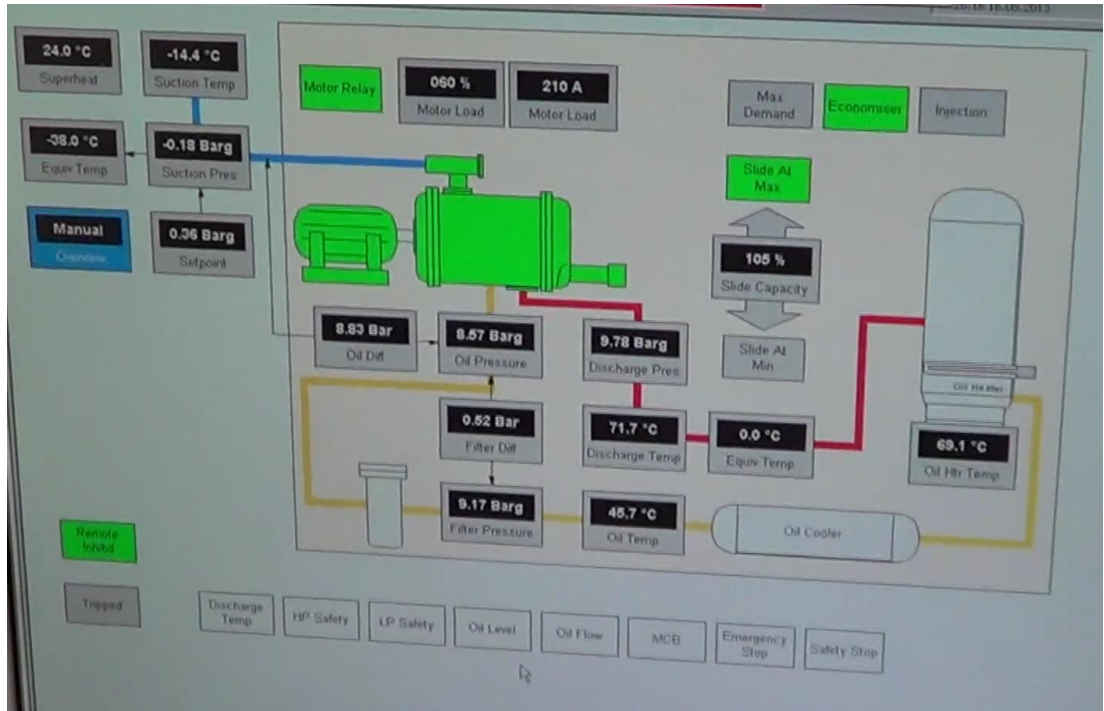 24.0 °C
Superheat
-14.4 °C
Suction Temp
Motor Relay
060 %
Motor Load
210 A
Motor Load
Max
Demand
Economiser
Injection
-38.0 °C
Equiv Temp
-0.18 Barg
Suction Pres
Slide At
Max
Manual
0.36 Barg
Setpoint
105 %
Slide Capacity
8.83 Bar
Oil Diff
8.57 Barg
Oil Pressure
9.78 Barg
Discharge Pres
Slide At
Min
Oil Heater
0.52 Bar
Filter Diff
71.7 °C
Discharge Temp
0.0 °C
Equiv Temp
69.1 °C
Oil Htr Temp
9.17 Barg
Filter Pressure
45.7 °C
Oil Temp
Oil Cooler
Remote
Inhibit
Tripped
Discharge
Temp
HP Safety
LP Safety
Oil Level
Oil Flow
MCB
Emergency
Stop
Safety Stop